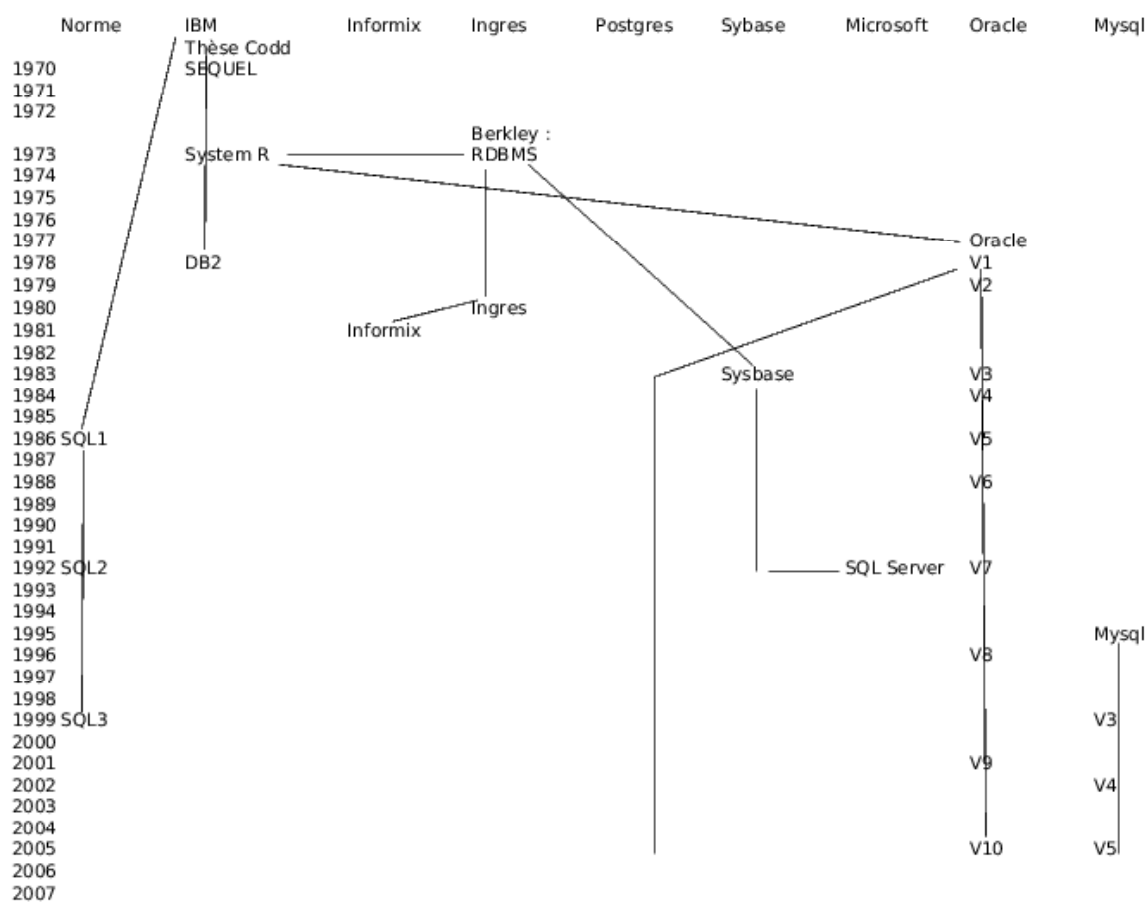 Norme IBM Informix Ingres Postgres Sybase Microsoft Oracle Mysql
Thèse Codd
1970 SEQUEL
1971
1972
Berkley :
1973 System R RDBMS
1974
1975
1976
1977 Oracle
1978 DB2 V1
1979 V2
1980 Ingres
1981 Informix
1982
1983 Sysbase V3
1984 V4
1985
1986 SQL1 V5
1987
1988 V6
1989
1990
1991
1992 SQL2 SQL Server V7
1993
1994
1995 Mysql
1996 V8
1997
1998
1999 SQL3 V3
2000
2001 V9
2002 V4
2003
2004
2005 V10 V5
2006
2007